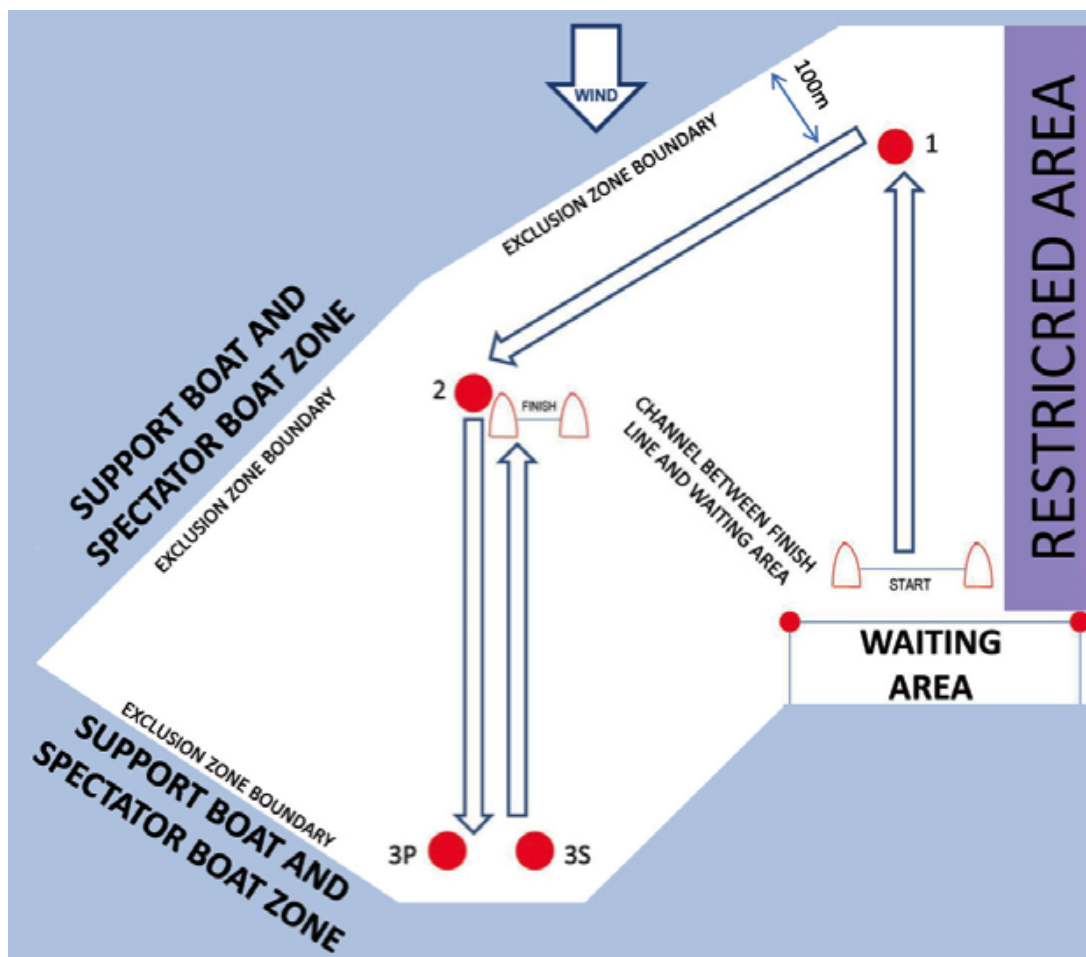 WIND
100m
1
EXCLUSION ZONE BOUNDARY
RESTRICRED AREA
SUPPORT BOAT AND
SPECTATOR BOAT ZONE
EXCLUSION ZONE BOUNDARY
2
FINISH
CHANNEL BETWEEN FINISH
LINE AND WAITING AREA
START
WAITING
AREA
EXCLUSION ZONE BOUNDARY
SUPPORT BOAT AND
SPECTATOR BOAT ZONE
3P
3S